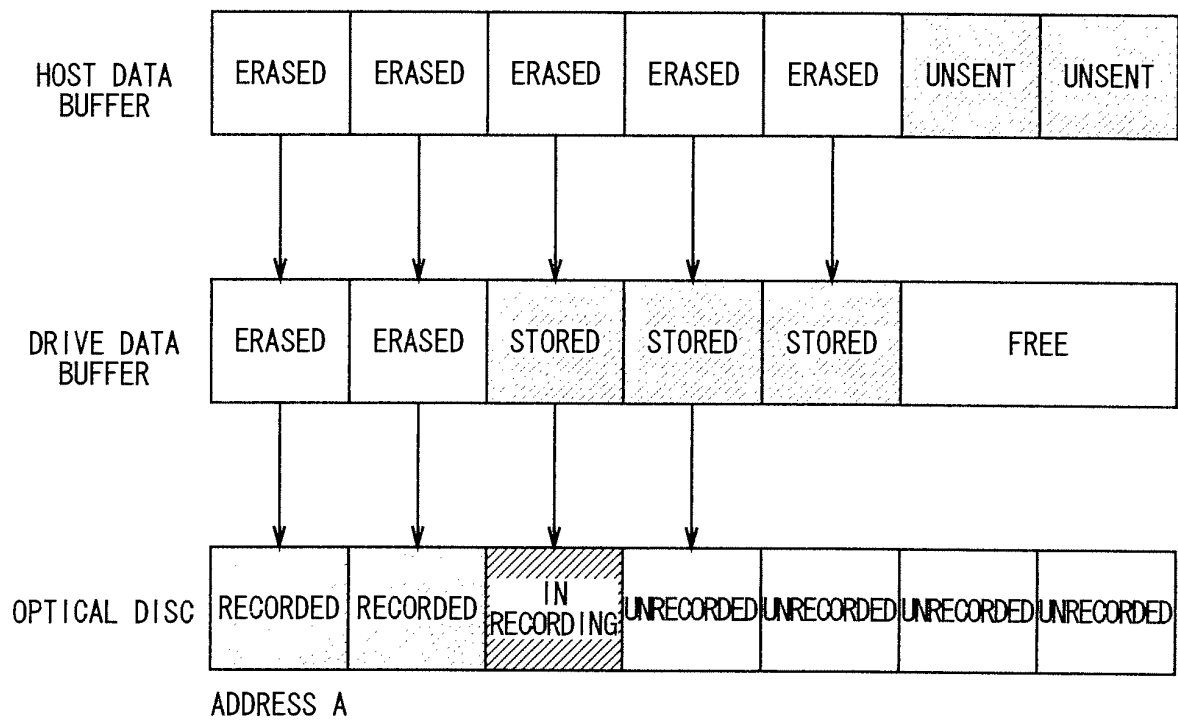 HOST DATA
BUFFER
ERASED ERASED ERASED ERASED ERASED UNSENT UNSENT
DRIVE DATA
BUFFER
ERASED ERASED STORED STORED STORED FREE
OPTICAL DISC
RECORDED RECORDED IN
RECORDING UNRECORDED UNRECORDED UNRECORDED UNRECORDED
ADDRESS A